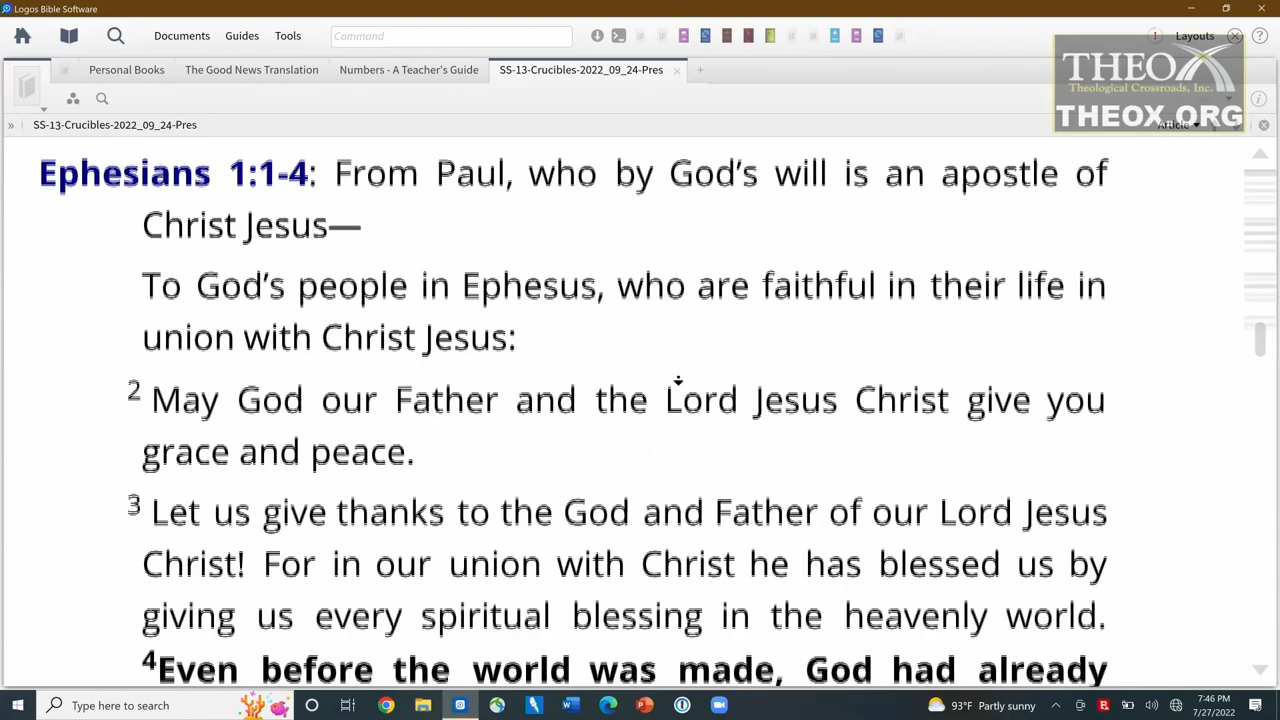 Logos Bible Software
Documents Guides Tools Command Layouts
Personal Books The Good News Translation Numbers - A Teacher's Guide SS-13-Crucibles-2022_09_24-Pres
THEOX
Theological Crossroads, Inc.
THEOX.ORG
SS-13-Crucibles-2022_09_24-Pres Article
Ephesians 1:1-4: From Paul, who by God's will is an apostle of
Christ Jesus—
To God's people in Ephesus, who are faithful in their life in
union with Christ Jesus:
2 May God our Father and the Lord Jesus Christ give you
grace and peace.
3 Let us give thanks to the God and Father of our Lord Jesus
Christ! For in our union with Christ he has blessed us by
giving us every spiritual blessing in the heavenly world.
4Even before the world was made, God had already
Type here to search 93°F Partly sunny 7:46 PM
7/27/2022